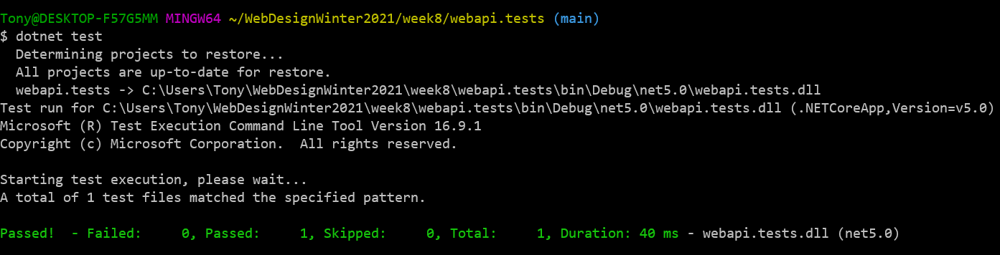 Tony@DESKTOP-F57G5MM MINGW64 ~/WebDesignWinter2021/week8/webapi.tests (main)
$ dotnet test
  Determining projects to restore...
  All projects are up-to-date for restore.
  webapi.tests -> C:\Users\Tony\WebDesignWinter2021\week8\webapi.tests\bin\Debug\net5.0\webapi.tests.dll
Test run for C:\Users\Tony\WebDesignWinter2021\week8\webapi.tests\bin\Debug\net5.0\webapi.tests.dll (.NETCoreApp,Version=v5.0)
Microsoft (R) Test Execution Command Line Tool Version 16.9.1
Copyright (c) Microsoft Corporation.  All rights reserved.

Starting test execution, please wait...
A total of 1 test files matched the specified pattern.

Passed!  - Failed:     0, Passed:     1, Skipped:     0, Total:     1, Duration: 40 ms - webapi.tests.dll (net5.0)